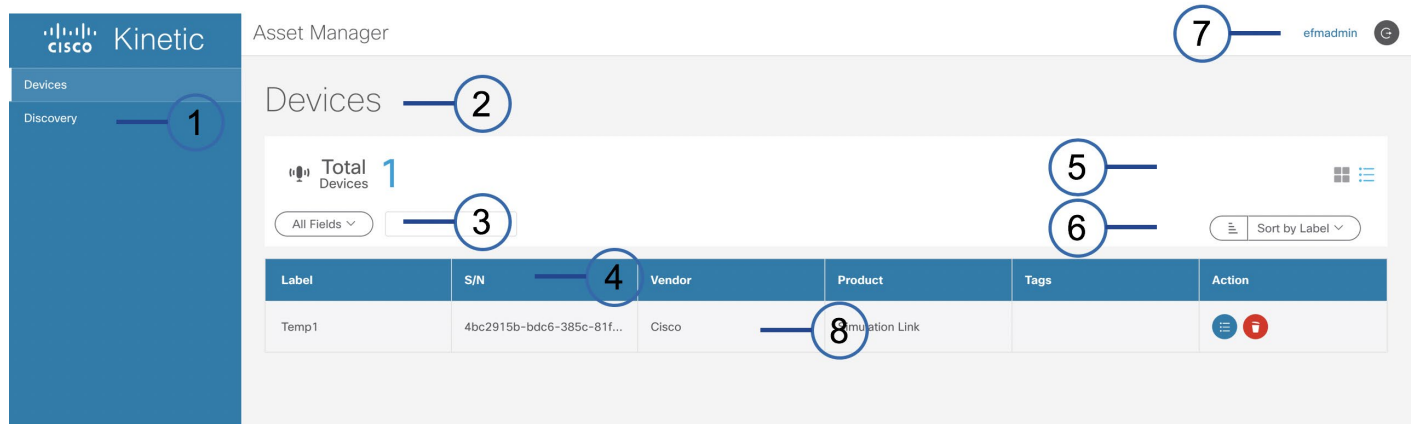 cisco Kinetic
Asset Manager
7
efmadmin
Devices
Discovery
1
Devices
2
Total
Devices
1
5
All Fields
3
6
Sort by Label
4
Label
S/N
Vendor
Product
Tags
Action
Temp1
4bc2915b-bdc6-385c-81f...
Cisco
8
Simulation Link